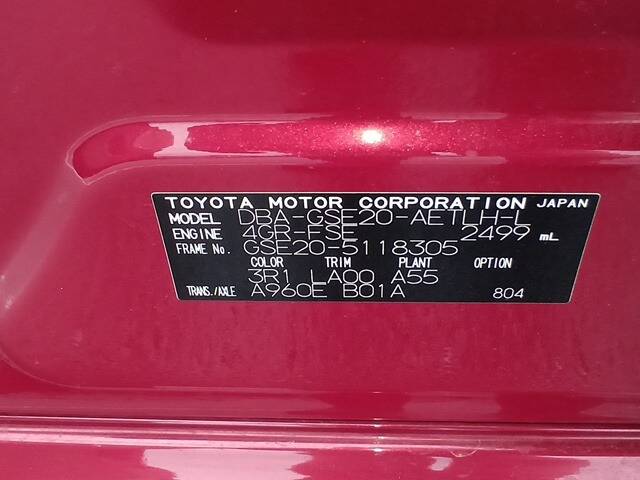 TOYOTA MOTOR CORPORATION JAPAN
MODEL DBA-GSE20-AETLH-L
ENGINE 4GR-FSE 2499 mL
FRAME No. GSE20-5118305
COLOR TRIM PLANT OPTION
3R1 LA00 A55
TRANS./AXLE A960E B01A 804